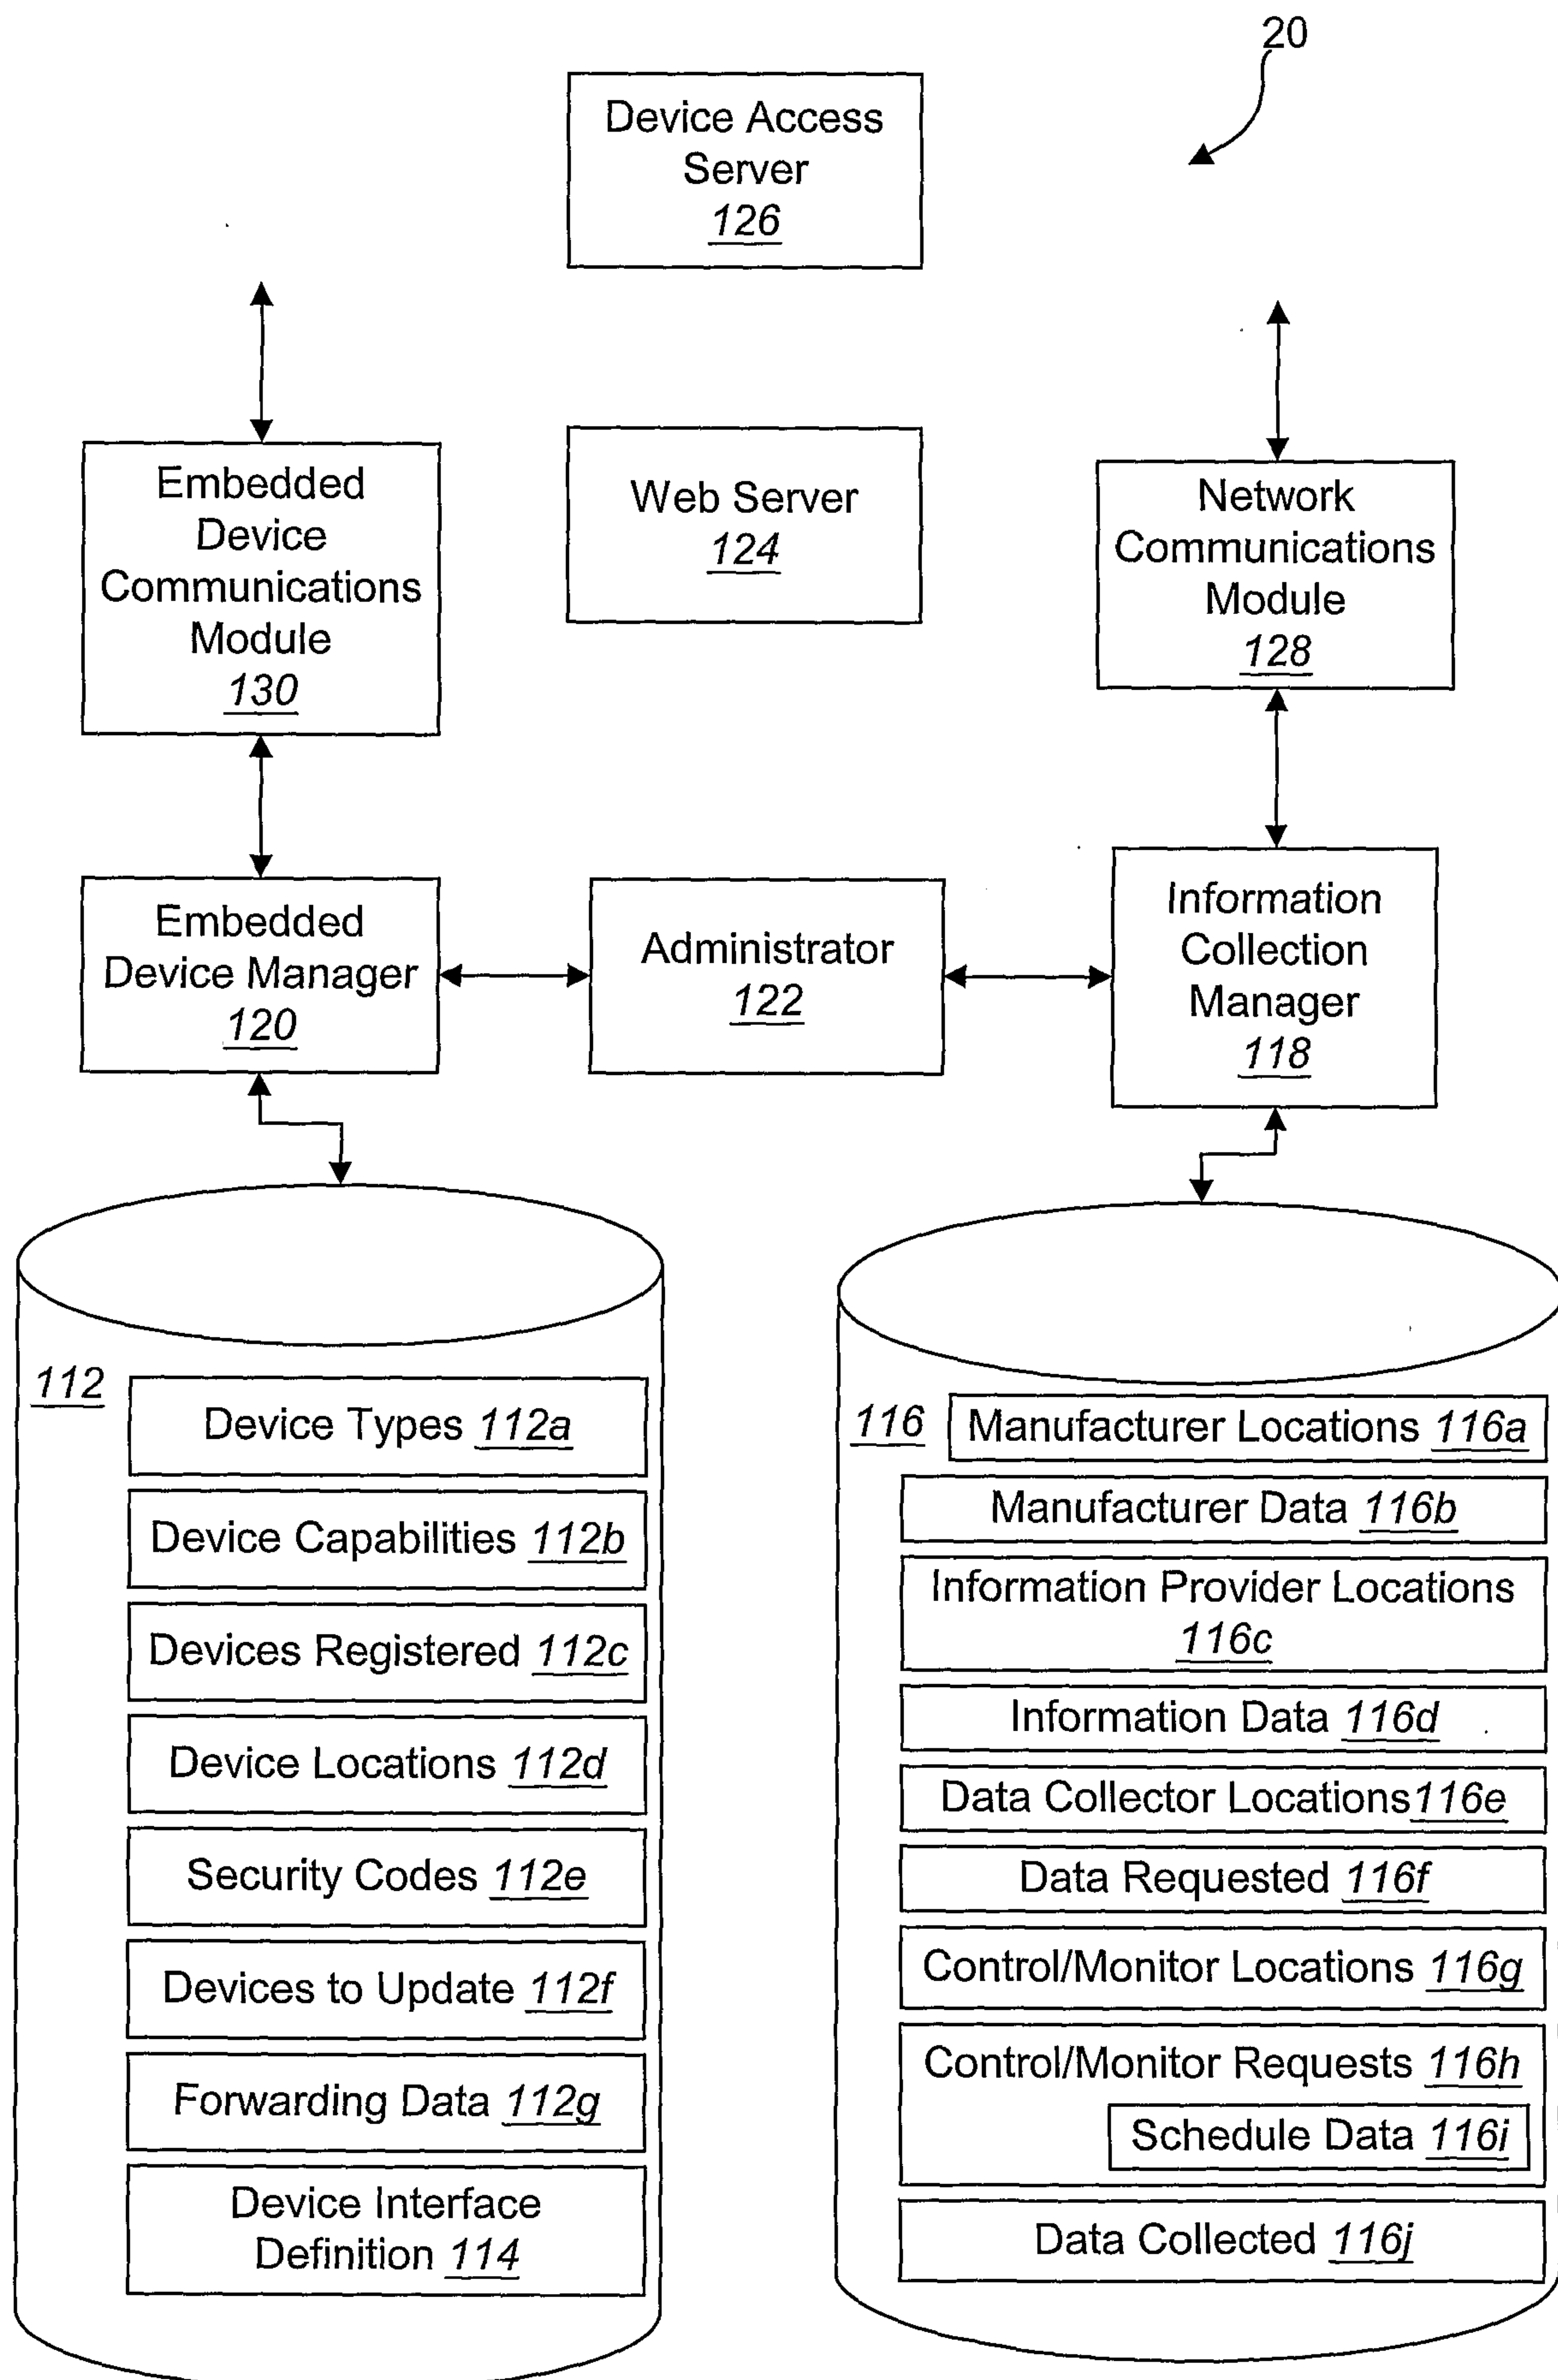 20
Device Access
Server
126
Embedded
Device
Communications
Module
130
Web Server
124
Network
Communications
Module
128
Embedded
Device Manager
120
Administrator
122
Information
Collection
Manager
118
112
Device Types 112a
Device Capabilities 112b
Devices Registered 112c
Device Locations 112d
Security Codes 112e
Devices to Update 112f
Forwarding Data 112g
Device Interface
Definition 114
116
Manufacturer Locations 116a
Manufacturer Data 116b
Information Provider Locations
116c
Information Data 116d
Data Collector Locations116e
Data Requested 116f
Control/Monitor Locations 116g
Control/Monitor Requests 116h
Schedule Data 116i
Data Collected 116j